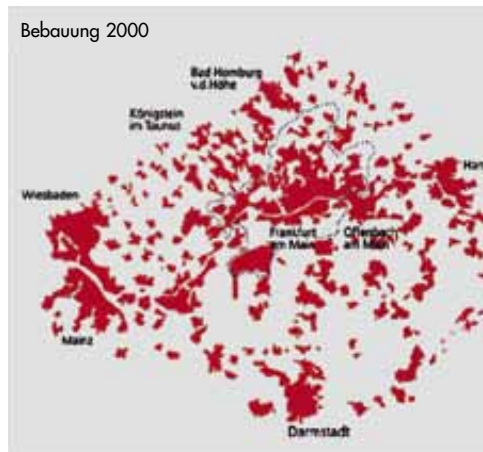 Bebauung 2000
Bad Homburg
v.d.Höhe
Königstein
im Taunus
Wiesbaden
Frankfurt
am Main
Offenbach
am Main
Mainz
Darmstadt